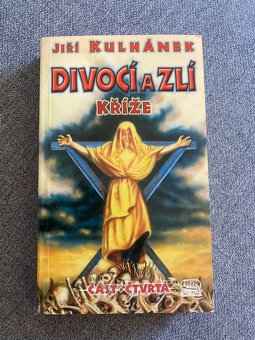 Jiří Kulhánek
DIVOCÍ A ZLÍ
KŘÍŽE
ČÁST ČTVRTÁ